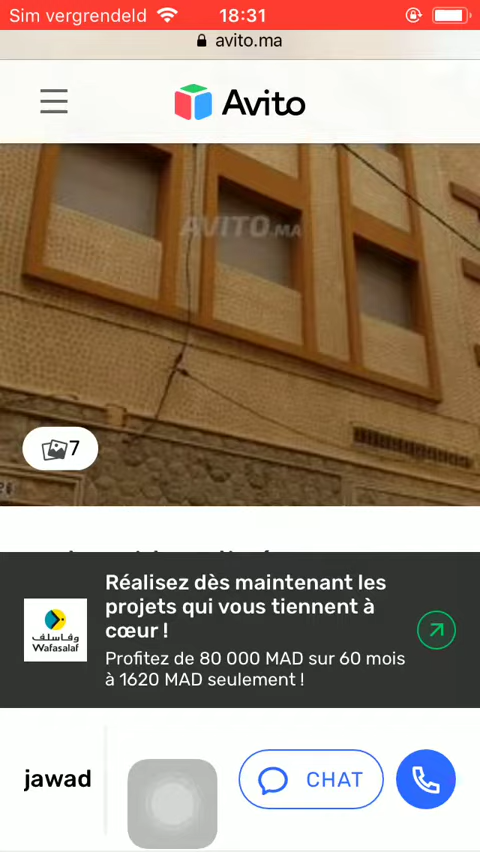 Sim vergrendeld
18:31
avito.ma
Avito
AVITO.MA
7
Réalisez dès maintenant les
projets qui vous tiennent à
cœur !
Profitez de 80 000 MAD sur 60 mois
à 1620 MAD seulement !
وفاسلف
Wafasalaf
jawad
CHAT